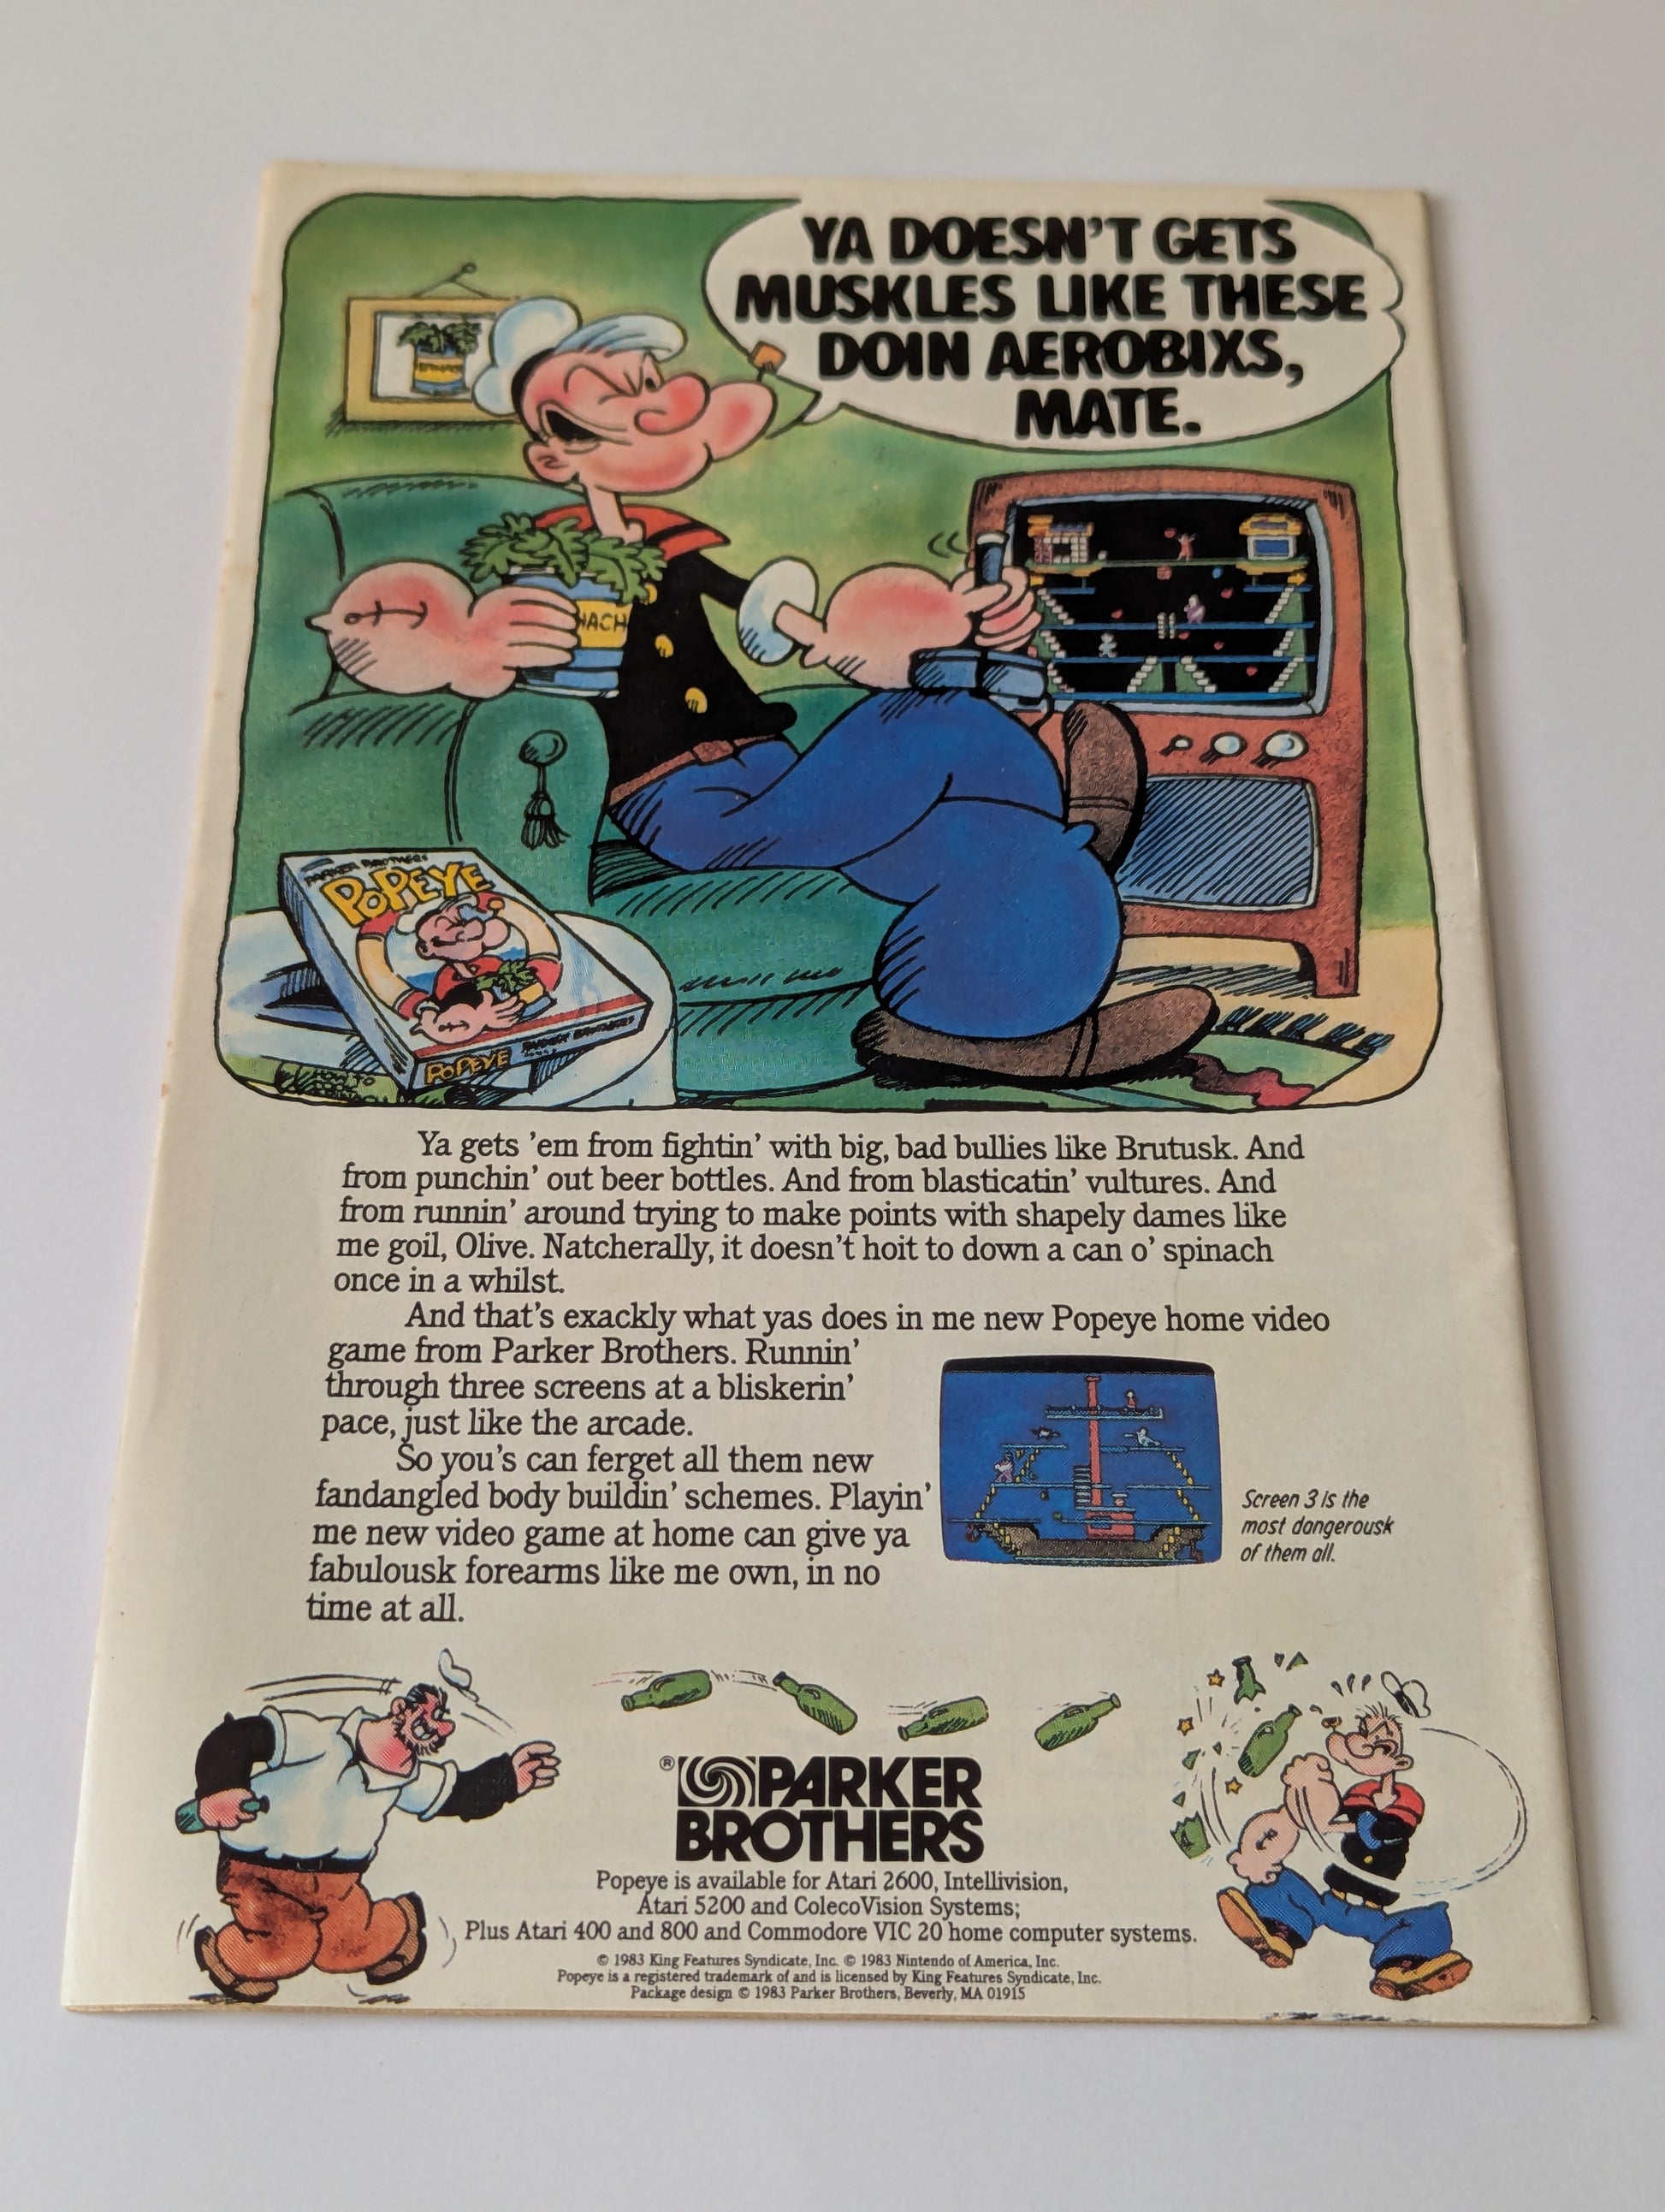 YA DOESN'T GETS
MUSKLES LIKE THESE
DOIN AEROBIXS,
MATE.
NACH
PARKER BROTHERS
POPEYE
POPEYE PARKER BROTHERS
HOW TO
Ya gets 'em from fightin' with big, bad bullies like Brutusk. And
from punchin' out beer bottles. And from blasticatin' vultures. And
from runnin' around trying to make points with shapely dames like
me goil, Olive. Natcherally, it doesn't hoit to down a can o' spinach
once in a whilst.
And that's exackly what yas does in me new Popeye home video
game from Parker Brothers. Runnin'
through three screens at a bliskerin'
pace, just like the arcade.
So you's can ferget all them new
fandangled body buildin' schemes. Playin'
me new video game at home can give ya
fabulousk forearms like me own, in no
time at all.
Screen 3 is the
most dangerousk
of them all.
® PARKER
BROTHERS
Popeye is available for Atari 2600, Intellivision,
Atari 5200 and ColecoVision Systems;
Plus Atari 400 and 800 and Commodore VIC 20 home computer systems.
© 1983 King Features Syndicate, Inc. © 1983 Nintendo of America, Inc.
Popeye is a registered trademark of and is licensed by King Features Syndicate, Inc.
Package design © 1983 Parker Brothers, Beverly, MA 01915